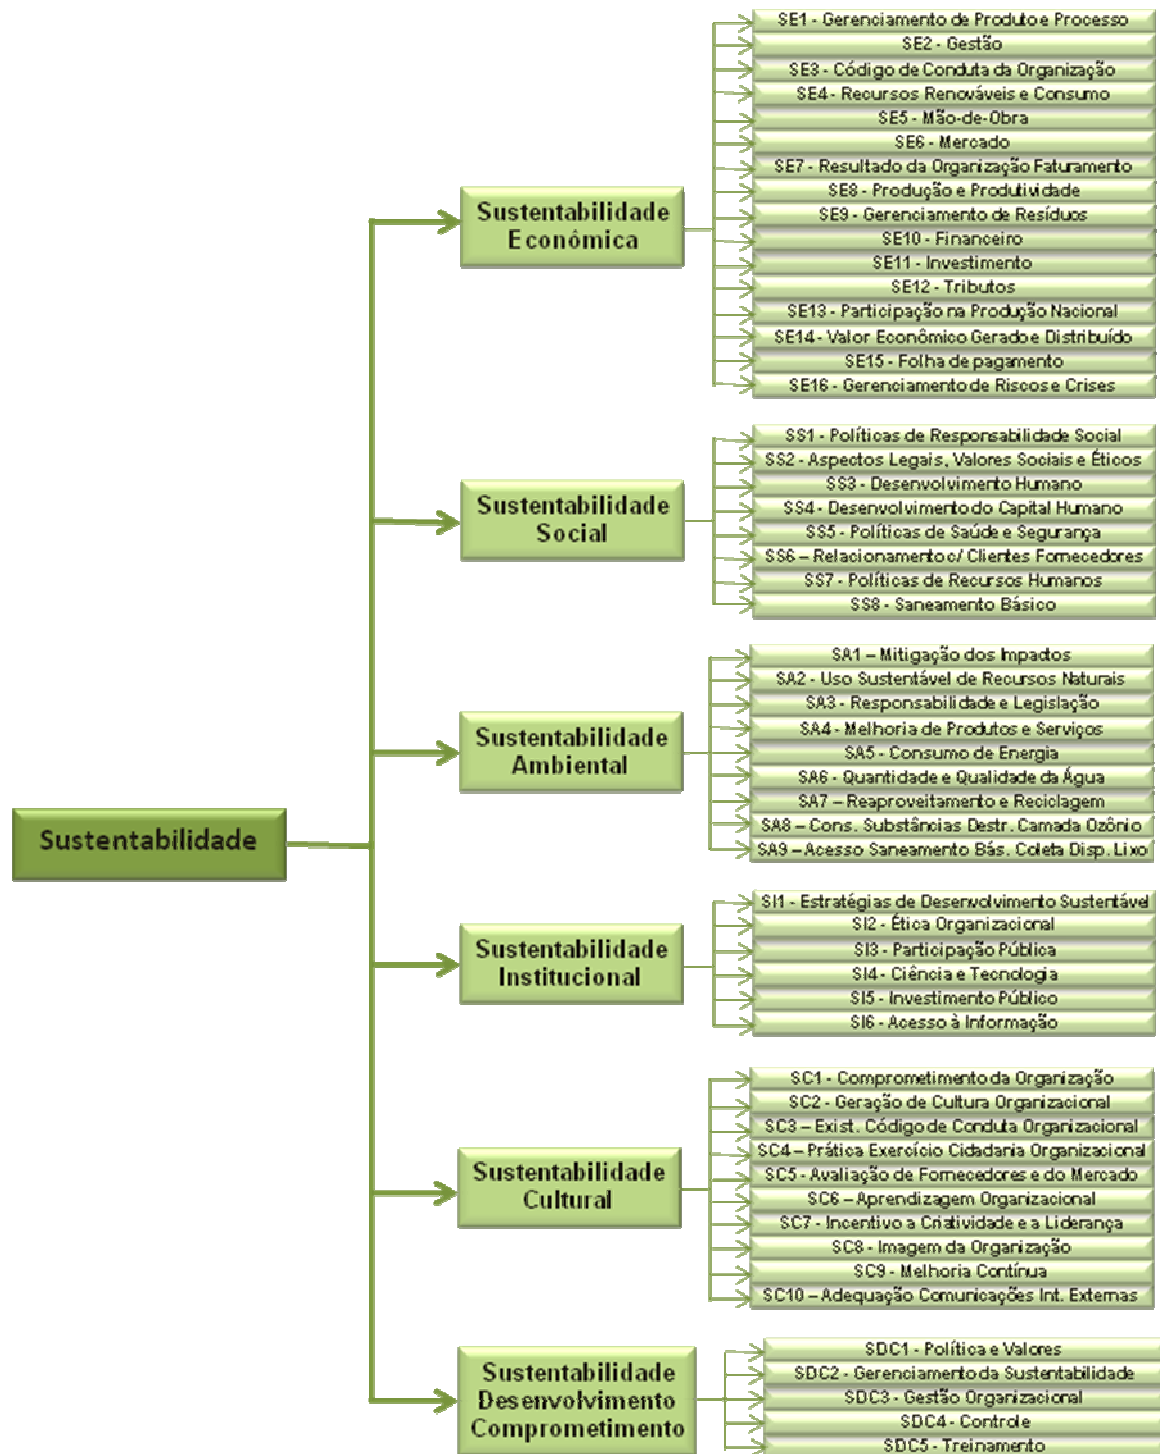 Sustentabilidade
Sustentabilidade
Econômica
SE1 - Gerenciamento de Produto e Processo
SE2 - Gestão
SE3 - Código de Conduta da Organização
SE4 - Recursos Renováveis e Consumo
SE5 - Mão-de-Obra
SE6 - Mercado
SE7 - Resultado da Organização Faturamento
SE8 - Produção e Produtividade
SE9 - Gerenciamento de Resíduos
SE10 - Financeiro
SE11 - Investimento
SE12 - Tributos
SE13 - Participação na Produção Nacional
SE14 - Valor Econômico Gerado e Distribuído
SE15 - Folha de pagamento
SE16 - Gerenciamento de Riscos e Crises
Sustentabilidade
Social
SS1 - Políticas de Responsabilidade Social
SS2 - Aspectos Legais, Valores Sociais e Éticos
SS3 - Desenvolvimento Humano
SS4 - Desenvolvimento do Capital Humano
SS5 - Políticas de Saúde e Segurança
SS6 – Relacionamento c/ Clientes Fornecedores
SS7 - Políticas de Recursos Humanos
SS8 - Saneamento Básico
Sustentabilidade
Ambiental
SA1 – Mitigação dos Impactos
SA2 - Uso Sustentável de Recursos Naturais
SA3 - Responsabilidade e Legislação
SA4 - Melhoria de Produtos e Serviços
SA5 - Consumo de Energia
SA6 - Quantidade e Qualidade da Água
SA7 – Reaproveitamento e Reciclagem
SA8 – Cons. Substâncias Destr. Camada Ozônio
SA9 – Acesso Saneamento Bás. Coleta Disp. Lixo
Sustentabilidade
Institucional
SI1 - Estratégias de Desenvolvimento Sustentável
SI2 - Ética Organizacional
SI3 - Participação Pública
SI4 - Ciência e Tecnologia
SI5 - Investimento Público
SI6 - Acesso à Informação
Sustentabilidade
Cultural
SC1 - Comprometimento da Organização
SC2 - Geração de Cultura Organizacional
SC3 – Exist. Código de Conduta Organizacional
SC4 – Prática Exercício Cidadania Organizacional
SC5 - Avaliação de Fornecedores e do Mercado
SC6 – Aprendizagem Organizacional
SC7 - Incentivo a Criatividade e a Liderança
SC8 - Imagem da Organização
SC9 - Melhoria Contínua
SC10 – Adequação Comunicações Int. Externas
Sustentabilidade
Desenvolvimento
Comprometimento
SDC1 - Política e Valores
SDC2 - Gerenciamento da Sustentabilidade
SDC3 - Gestão Organizacional
SDC4 - Controle
SDC5 - Treinamento